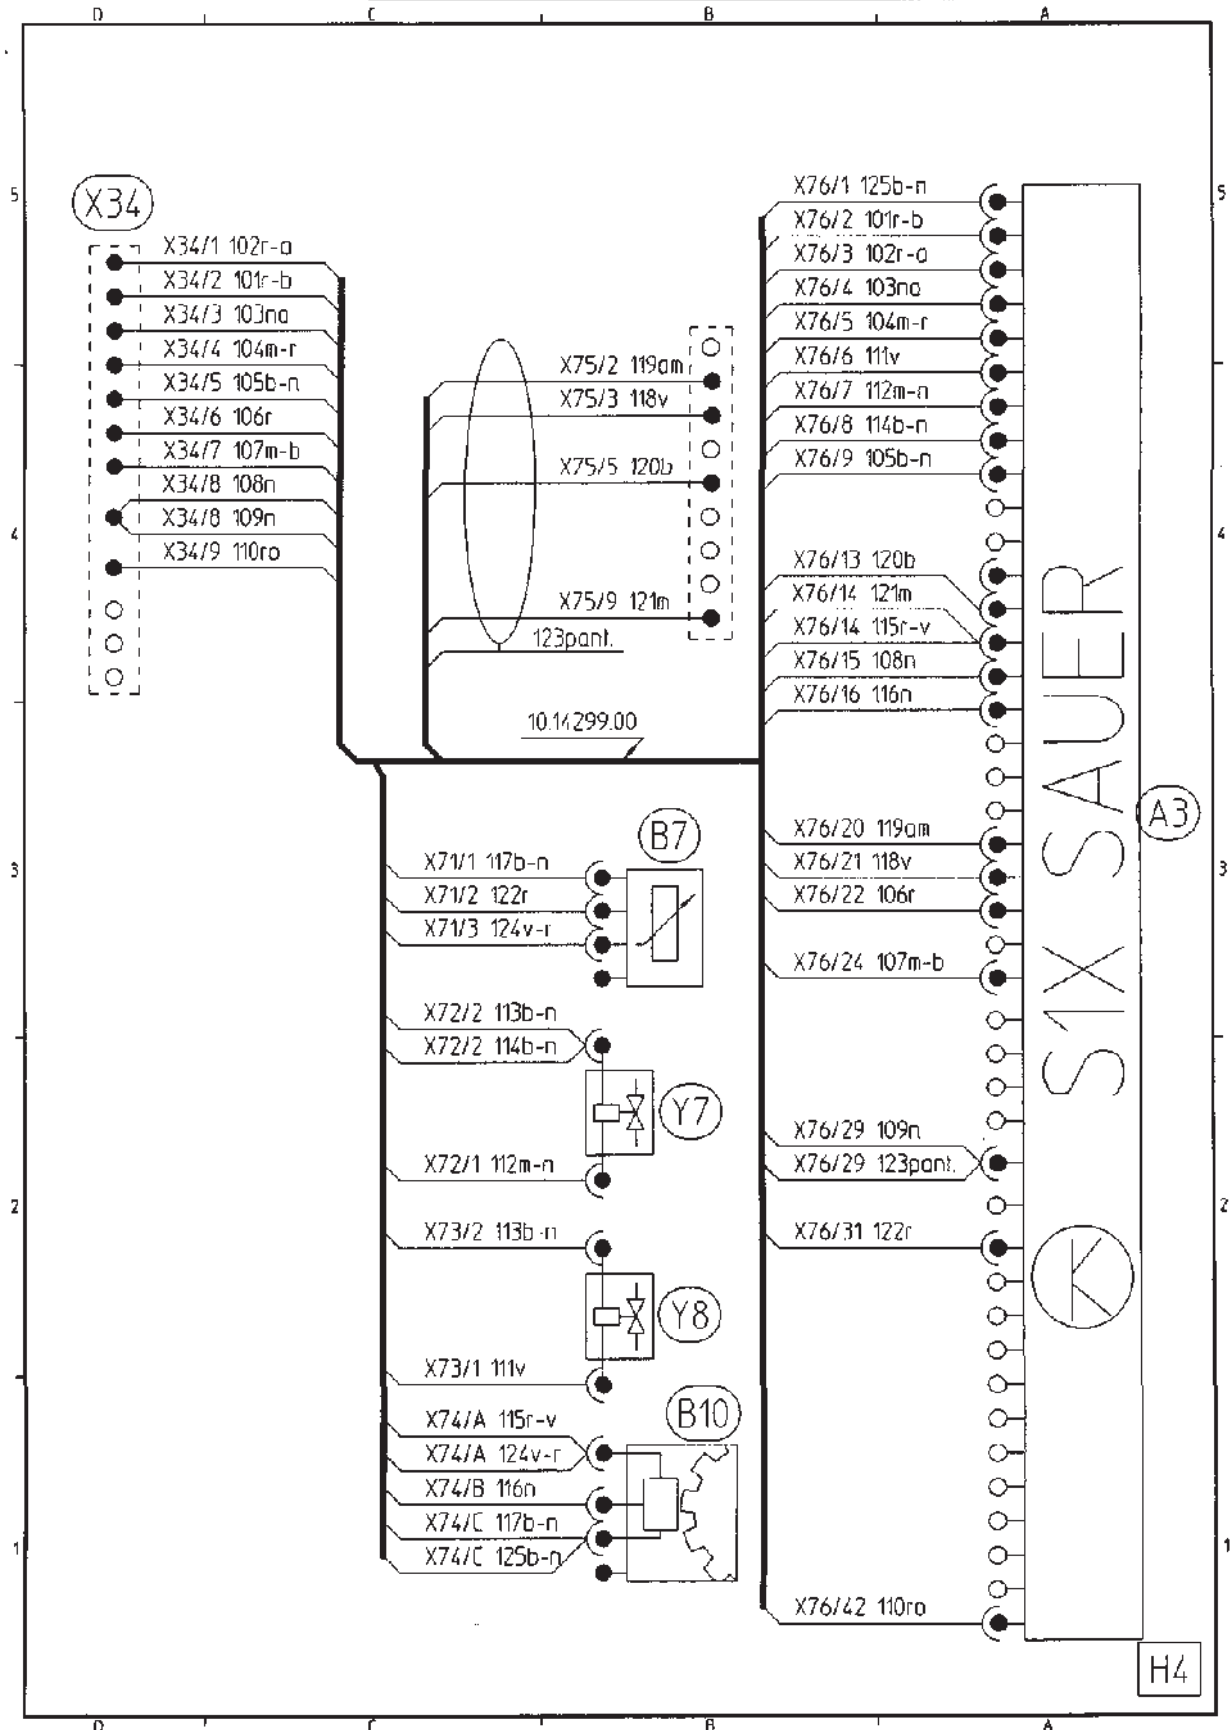 D C B A
5
5
X34
X34/1 102r-a
X34/2 101r-b
X34/3 103na
X34/4 104m-r
X34/5 105b-n
X34/6 106r
X34/7 107m-b
X34/8 108n
X34/8 109n
X34/9 110ro
X75/2 119am
X75/3 118v
X75/5 120b
X75/9 121m
123pant.
10.14299.00
X76/1 125b-n
X76/2 101r-b
X76/3 102r-a
X76/4 103na
X76/5 104m-r
X76/6 111v
X76/7 112m-n
X76/8 114b-n
X76/9 105b-n
X76/13 120b
X76/14 121m
X76/14 115r-v
X76/15 108n
X76/16 116n
X76/20 119am
X76/21 118v
X76/22 106r
X76/24 107m-b
X76/29 109n
X76/29 123pant.
X76/31 122r
X76/42 110ro
S1X SAUER
K
A3
4
4
3
3
B7
X71/1 117b-n
X71/2 122r
X71/3 124v-r
X72/2 113b-n
X72/2 114b-n
Y7
X72/1 112m-n
2
2
X73/2 113b-n
Y8
X73/1 111v
B10
X74/A 115r-v
X74/A 124v-r
X74/B 116n
X74/C 117b-n
X74/C 125b-n
1
1
H4
D C B A